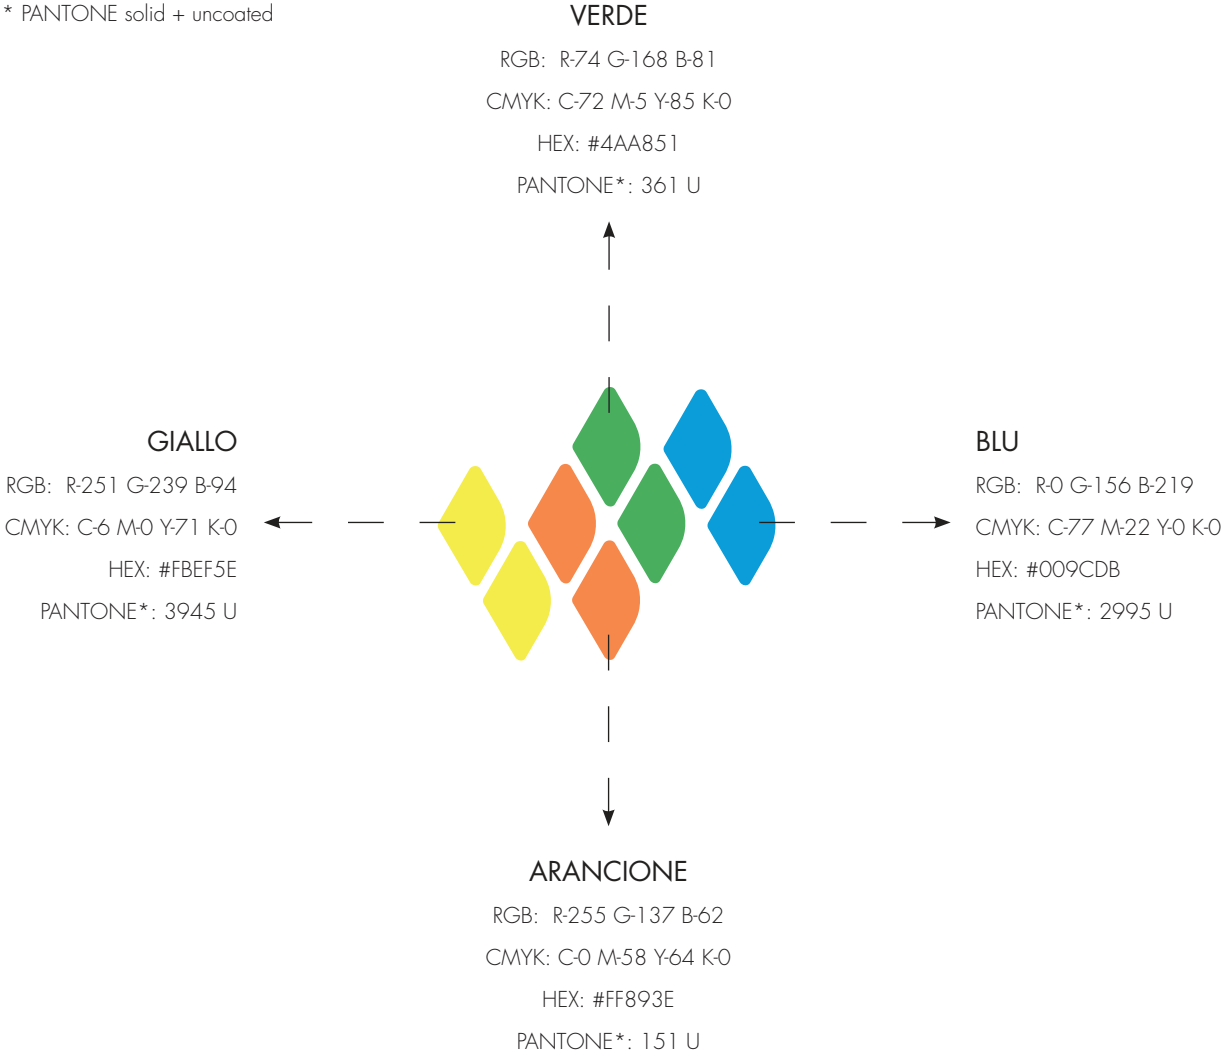 * PANTONE solid + uncoated
VERDE
RGB: R-74 G-168 B-81
CMYK: C-72 M-5 Y-85 K-0
HEX: #4AA851
PANTONE*: 361 U
GIALLO
RGB: R-251 G-239 B-94
CMYK: C-6 M-0 Y-71 K-0
HEX: #FBEF5E
PANTONE*: 3945 U
BLU
RGB: R-0 G-156 B-219
CMYK: C-77 M-22 Y-0 K-0
HEX: #009CDB
PANTONE*: 2995 U
ARANCIONE
RGB: R-255 G-137 B-62
CMYK: C-0 M-58 Y-64 K-0
HEX: #FF893E
PANTONE*: 151 U